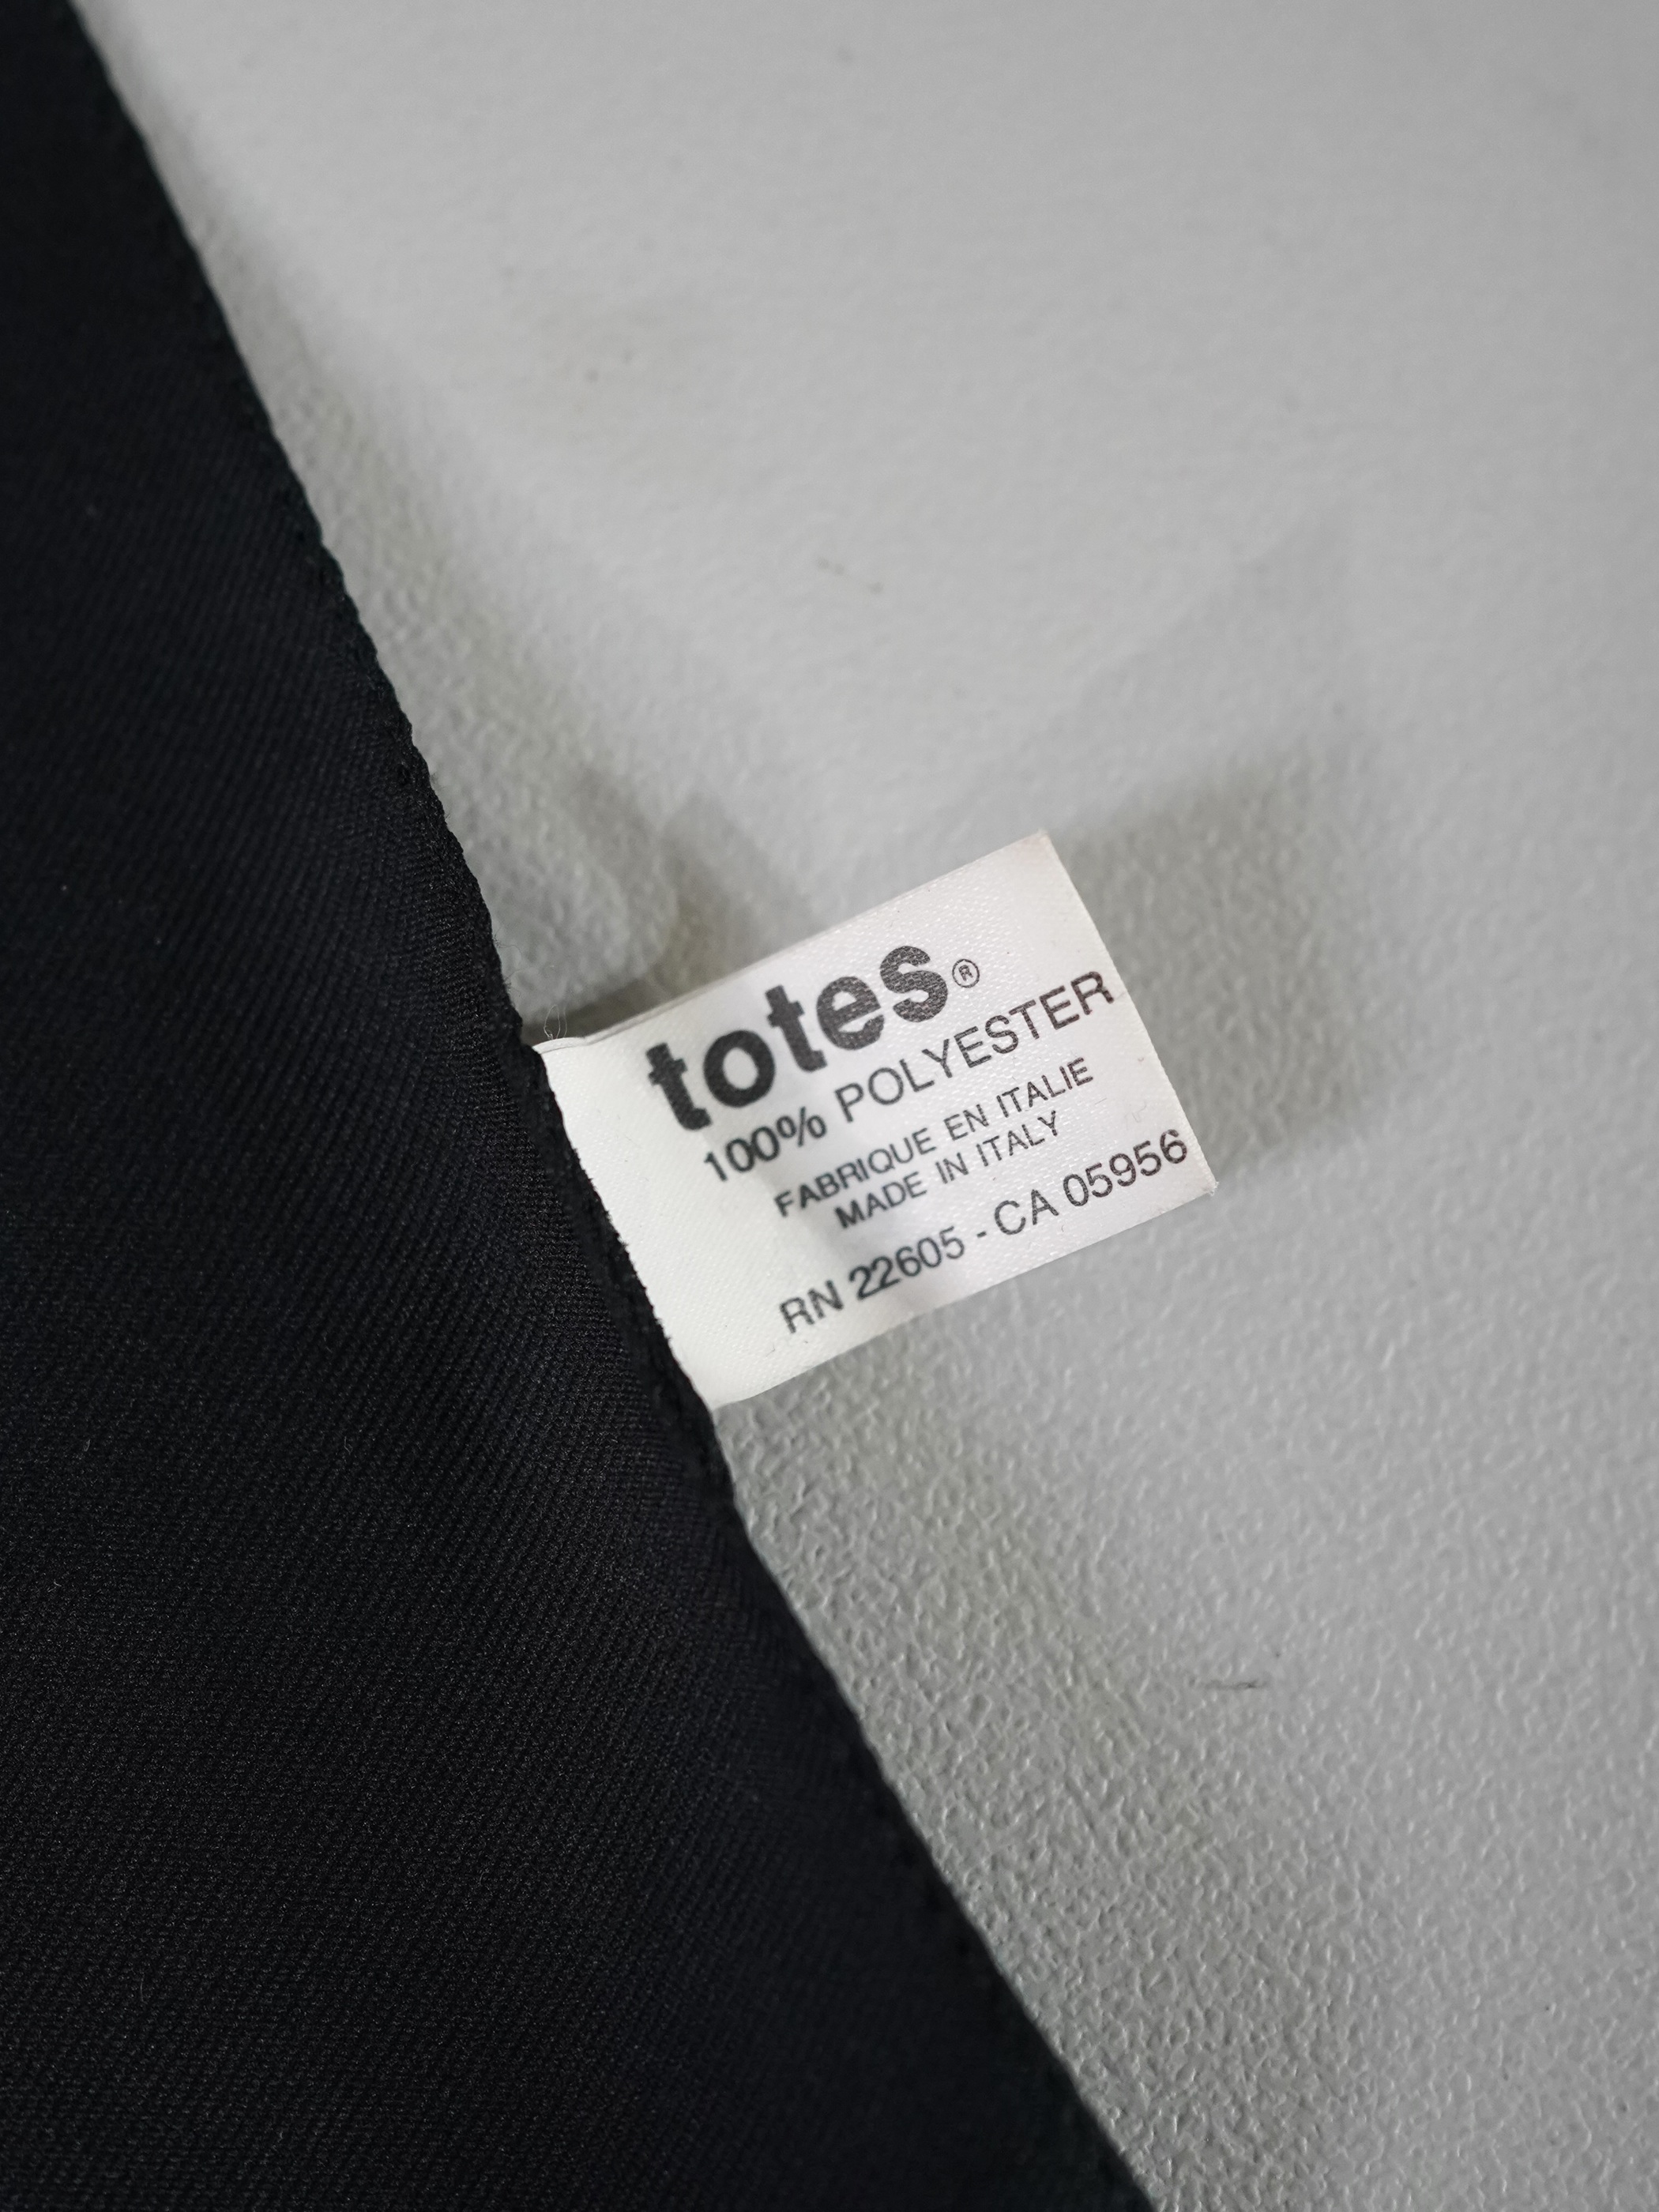 totes®
100% POLYESTER
FABRIQUE EN ITALIE
MADE IN ITALY
RN 22605 - CA 05956